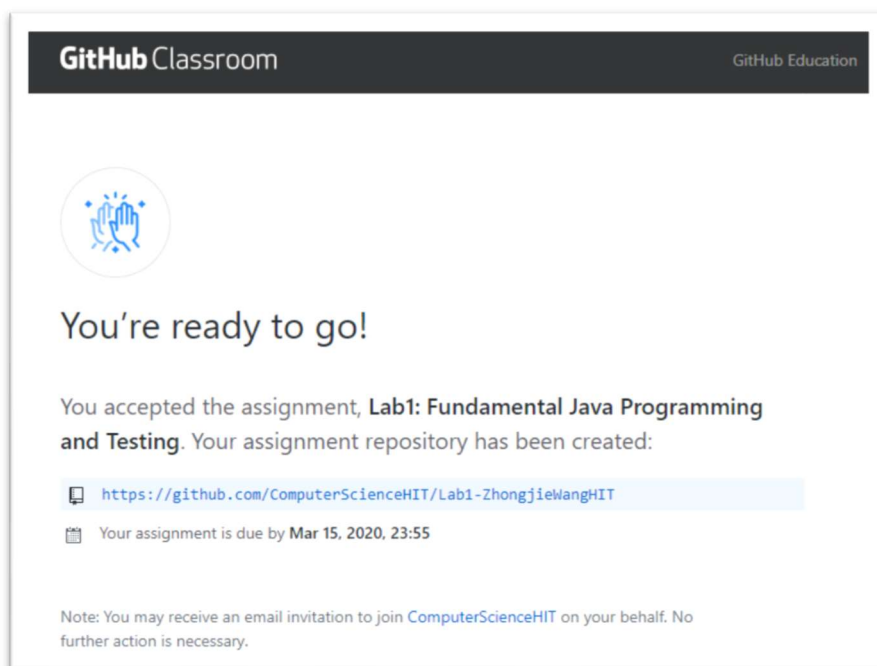 GitHub Classroom
GitHub Education
You're ready to go!
You accepted the assignment, Lab1: Fundamental Java Programming
and Testing. Your assignment repository has been created:
https://github.com/ComputerScienceHIT/Lab1-ZhongjieWangHIT
Your assignment is due by Mar 15, 2020, 23:55
Note: You may receive an email invitation to join ComputerScienceHIT on your behalf. No
further action is necessary.